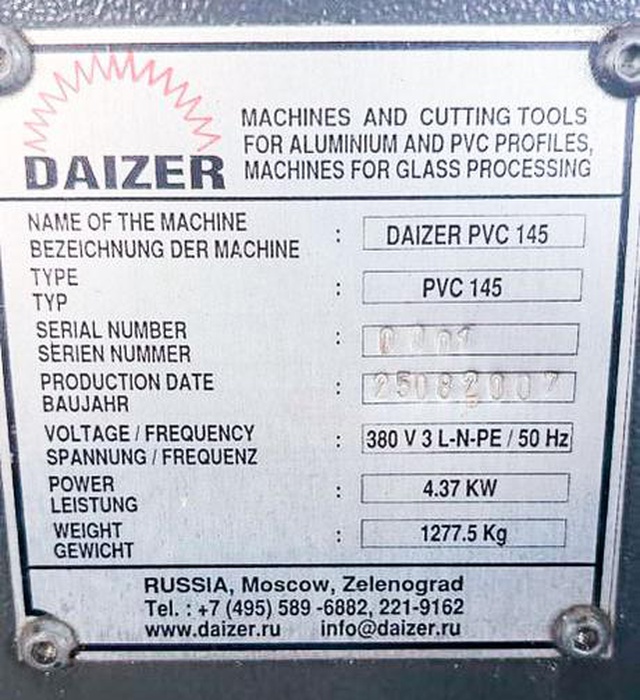 DAIZER
MACHINES AND CUTTING TOOLS
FOR ALUMINIUM AND PVC PROFILES,
MACHINES FOR GLASS PROCESSING
NAME OF THE MACHINE
BEZEICHNUNG DER MACHINE
: DAIZER PVC 145
TYPE
TYP
: PVC 145
SERIAL NUMBER
SERIEN NUMMER
:
PRODUCTION DATE
BAUJAHR
: 25082007
VOLTAGE / FREQUENCY
SPANNUNG / FREQUENZ
: 380 V 3 L-N-PE / 50 Hz
POWER
LEISTUNG
: 4.37 KW
WEIGHT
GEWICHT
: 1277.5 Kg
RUSSIA, Moscow, Zelenograd
Tel. : +7 (495) 589 -6882, 221-9162
www.daizer.ru info@daizer.ru